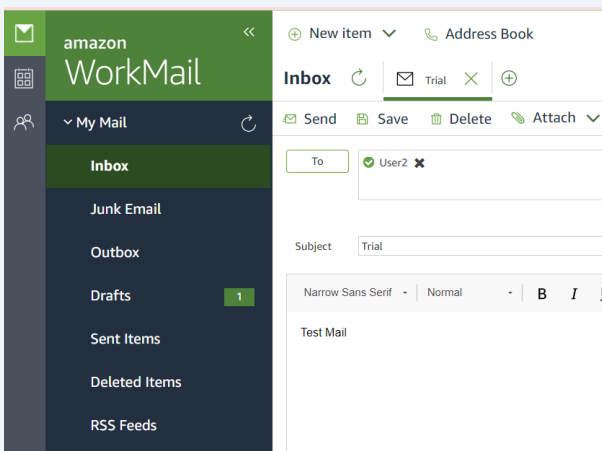 amazon
WorkMail
My Mail
Inbox
Junk Email
Outbox
Drafts 1
Sent Items
Deleted Items
RSS Feeds
New item Address Book
Inbox Trial
Send Save Delete Attach
To User2
Subject Trial
Narrow Sans Serif Normal B I
Test Mail